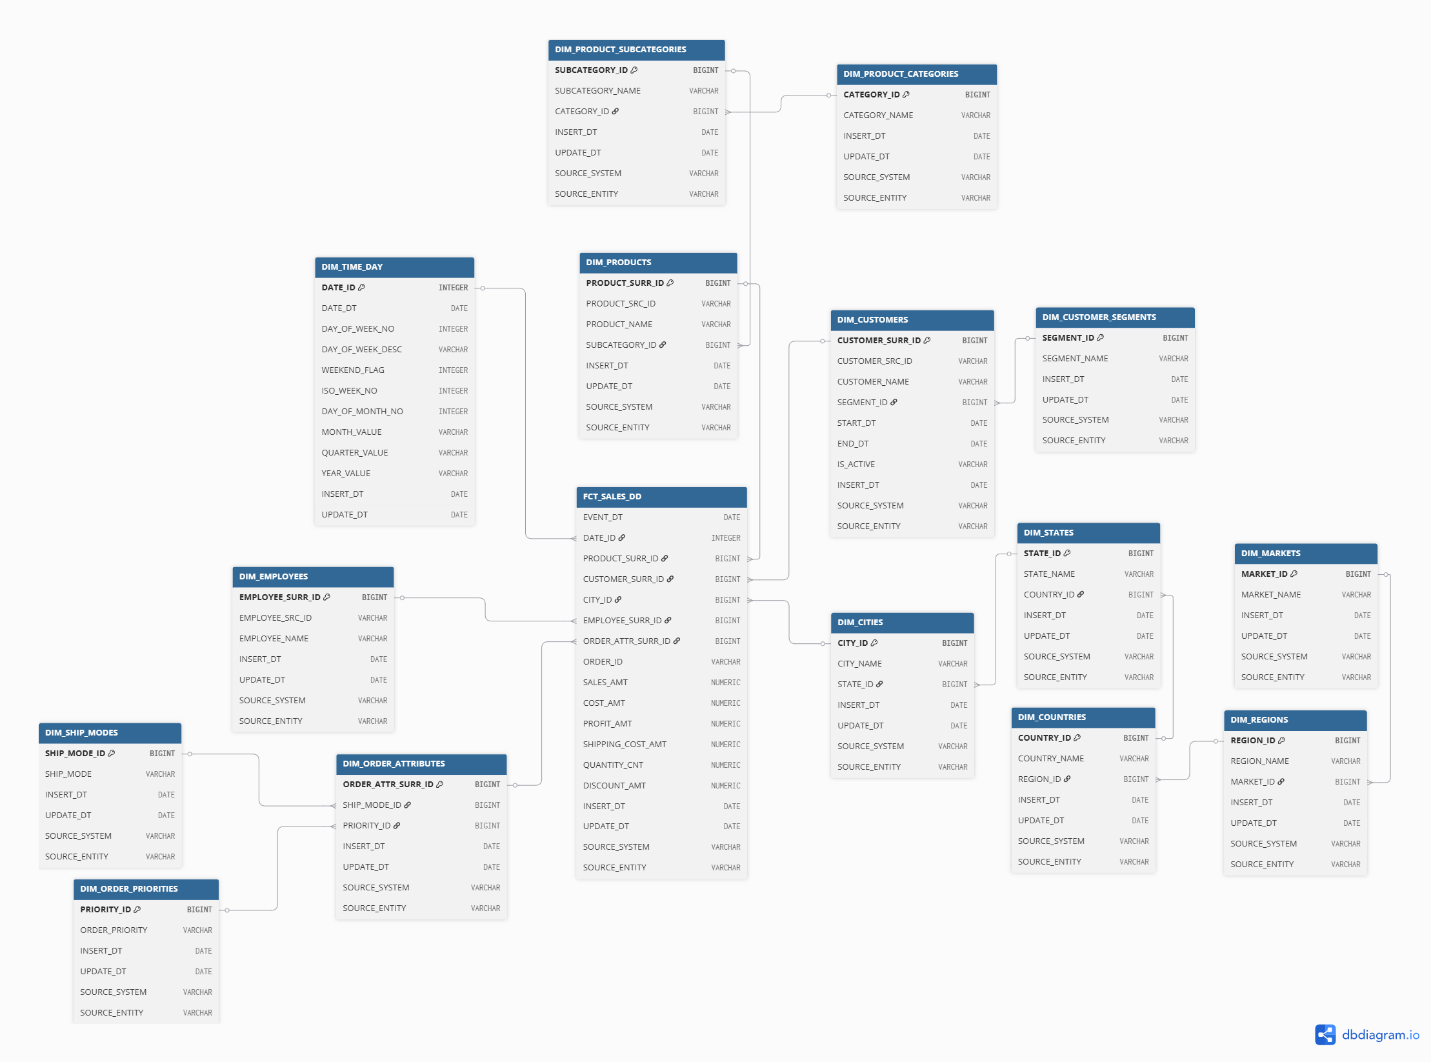 DIM_PRODUCT_SUBCATEGORIES
SUBCATEGORY_ID BIGINT
SUBCATEGORY_NAME VARCHAR
CATEGORY_ID BIGINT
INSERT_DT DATE
UPDATE_DT DATE
SOURCE_SYSTEM VARCHAR
SOURCE_ENTITY VARCHAR
DIM_PRODUCT_CATEGORIES
CATEGORY_ID BIGINT
CATEGORY_NAME VARCHAR
INSERT_DT DATE
UPDATE_DT DATE
SOURCE_SYSTEM VARCHAR
SOURCE_ENTITY VARCHAR
DIM_TIME_DAY
DATE_ID INTEGER
DATE_DT DATE
DAY_OF_WEEK_NO INTEGER
DAY_OF_WEEK_DESC VARCHAR
WEEKEND_FLAG INTEGER
ISO_WEEK_NO INTEGER
DAY_OF_MONTH_NO INTEGER
MONTH_VALUE VARCHAR
QUARTER_VALUE VARCHAR
YEAR_VALUE VARCHAR
INSERT_DT DATE
UPDATE_DT DATE
DIM_PRODUCTS
PRODUCT_SURR_ID BIGINT
PRODUCT_SRC_ID VARCHAR
PRODUCT_NAME VARCHAR
SUBCATEGORY_ID BIGINT
INSERT_DT DATE
UPDATE_DT DATE
SOURCE_SYSTEM VARCHAR
SOURCE_ENTITY VARCHAR
DIM_CUSTOMERS
CUSTOMER_SURR_ID BIGINT
CUSTOMER_SRC_ID VARCHAR
CUSTOMER_NAME VARCHAR
SEGMENT_ID BIGINT
START_DT DATE
END_DT DATE
IS_ACTIVE VARCHAR
INSERT_DT DATE
SOURCE_SYSTEM VARCHAR
SOURCE_ENTITY VARCHAR
DIM_CUSTOMER_SEGMENTS
SEGMENT_ID BIGINT
SEGMENT_NAME VARCHAR
INSERT_DT DATE
UPDATE_DT DATE
SOURCE_SYSTEM VARCHAR
SOURCE_ENTITY VARCHAR
FCT_SALES_DD
EVENT_DT DATE
DATE_ID INTEGER
PRODUCT_SURR_ID BIGINT
CUSTOMER_SURR_ID BIGINT
CITY_ID BIGINT
EMPLOYEE_SURR_ID BIGINT
ORDER_ATTR_SURR_ID BIGINT
ORDER_ID VARCHAR
SALES_AMT NUMERIC
COST_AMT NUMERIC
PROFIT_AMT NUMERIC
SHIPPING_COST_AMT NUMERIC
QUANTITY_CNT NUMERIC
DISCOUNT_AMT NUMERIC
INSERT_DT DATE
UPDATE_DT DATE
SOURCE_SYSTEM VARCHAR
SOURCE_ENTITY VARCHAR
DIM_STATES
STATE_ID BIGINT
STATE_NAME VARCHAR
COUNTRY_ID BIGINT
INSERT_DT DATE
UPDATE_DT DATE
SOURCE_SYSTEM VARCHAR
SOURCE_ENTITY VARCHAR
DIM_MARKETS
MARKET_ID BIGINT
MARKET_NAME VARCHAR
INSERT_DT DATE
UPDATE_DT DATE
SOURCE_SYSTEM VARCHAR
SOURCE_ENTITY VARCHAR
DIM_EMPLOYEES
EMPLOYEE_SURR_ID BIGINT
EMPLOYEE_SRC_ID VARCHAR
EMPLOYEE_NAME VARCHAR
INSERT_DT DATE
UPDATE_DT DATE
SOURCE_SYSTEM VARCHAR
SOURCE_ENTITY VARCHAR
DIM_CITIES
CITY_ID BIGINT
CITY_NAME VARCHAR
STATE_ID BIGINT
INSERT_DT DATE
UPDATE_DT DATE
SOURCE_SYSTEM VARCHAR
SOURCE_ENTITY VARCHAR
DIM_COUNTRIES
COUNTRY_ID BIGINT
COUNTRY_NAME VARCHAR
REGION_ID BIGINT
INSERT_DT DATE
UPDATE_DT DATE
SOURCE_SYSTEM VARCHAR
SOURCE_ENTITY VARCHAR
DIM_REGIONS
REGION_ID BIGINT
REGION_NAME VARCHAR
MARKET_ID BIGINT
INSERT_DT DATE
UPDATE_DT DATE
SOURCE_SYSTEM VARCHAR
SOURCE_ENTITY VARCHAR
DIM_SHIP_MODES
SHIP_MODE_ID BIGINT
SHIP_MODE VARCHAR
INSERT_DT DATE
UPDATE_DT DATE
SOURCE_SYSTEM VARCHAR
SOURCE_ENTITY VARCHAR
DIM_ORDER_ATTRIBUTES
ORDER_ATTR_SURR_ID BIGINT
SHIP_MODE_ID BIGINT
PRIORITY_ID BIGINT
INSERT_DT DATE
UPDATE_DT DATE
SOURCE_SYSTEM VARCHAR
SOURCE_ENTITY VARCHAR
DIM_ORDER_PRIORITIES
PRIORITY_ID BIGINT
ORDER_PRIORITY VARCHAR
INSERT_DT DATE
UPDATE_DT DATE
SOURCE_SYSTEM VARCHAR
SOURCE_ENTITY VARCHAR
dbdiagram.io